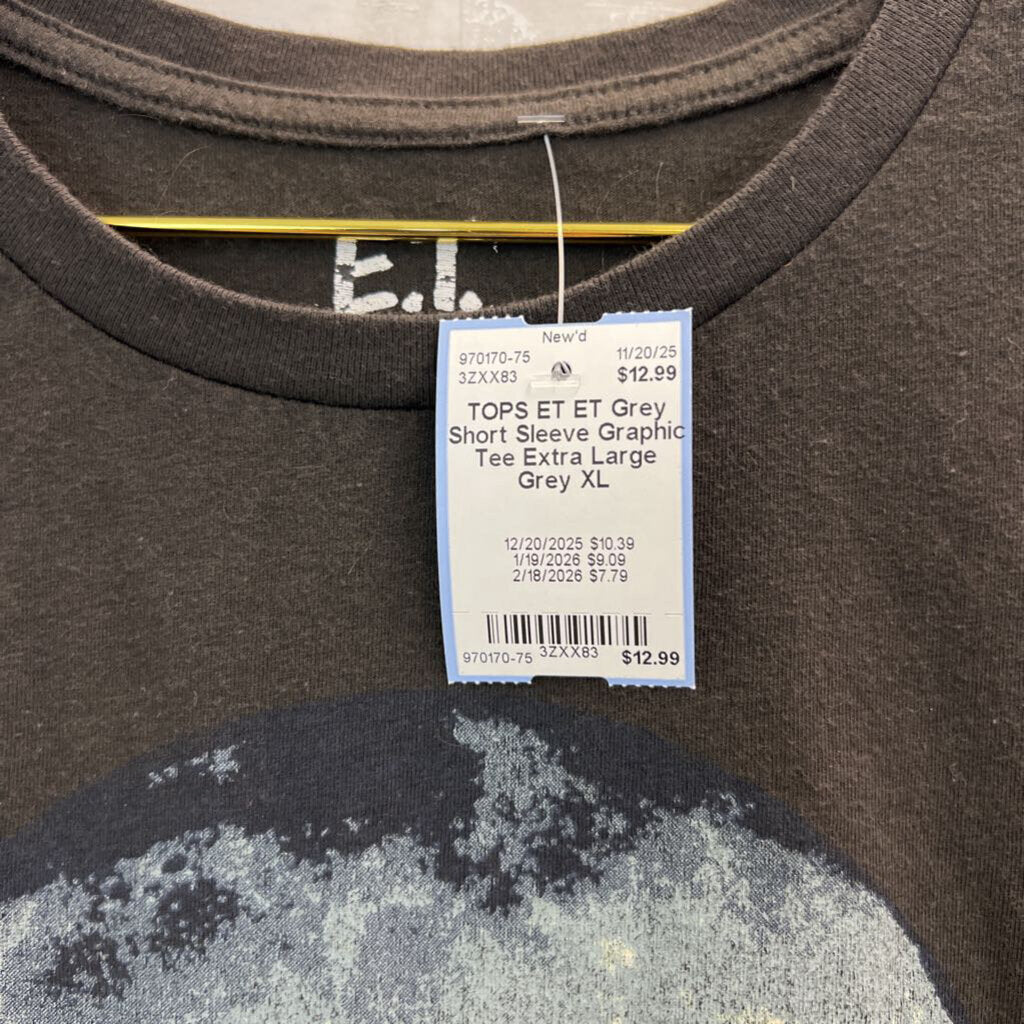 E.T.
New'd
970170-75 11/20/25
3ZXX83 $12.99
TOPS ET ET Grey
Short Sleeve Graphic
Tee Extra Large
Grey XL
12/20/2025 $10.39
1/19/2026 $9.09
2/18/2026 $7.79
970170-75 3ZXX83 $12.99